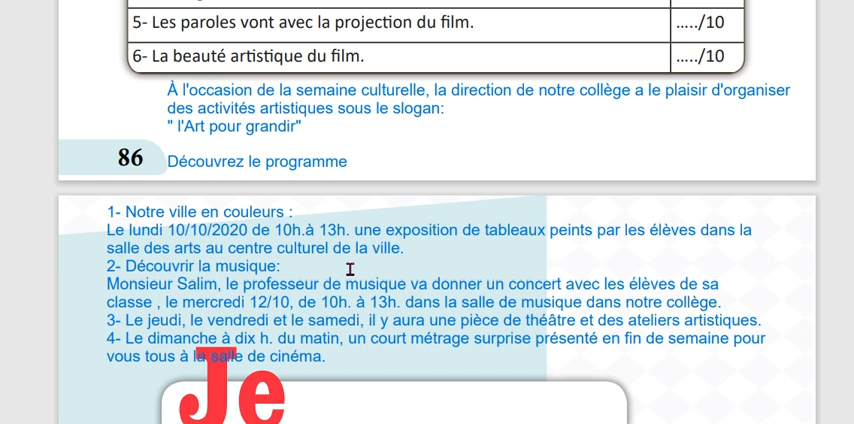 5- Les paroles vont avec la projection du film.
...../10
6- La beauté artistique du film.
...../10
À l'occasion de la semaine culturelle, la direction de notre collège a le plaisir d'organiser
des activités artistiques sous le slogan:
" l'Art pour grandir"
86
Découvrez le programme
1- Notre ville en couleurs :
Le lundi 10/10/2020 de 10h.à 13h. une exposition de tableaux peints par les élèves dans la
salle des arts au centre culturel de la ville.
2- Découvrir la musique:
Monsieur Salim, le professeur de musique va donner un concert avec les élèves de sa
classe , le mercredi 12/10, de 10h. à 13h. dans la salle de musique dans notre collège.
3- Le jeudi, le vendredi et le samedi, il y aura une pièce de théâtre et des ateliers artistiques.
4- Le dimanche à dix h. du matin, un court métrage surprise présenté en fin de semaine pour
vous tous à la salle de cinéma.
Je